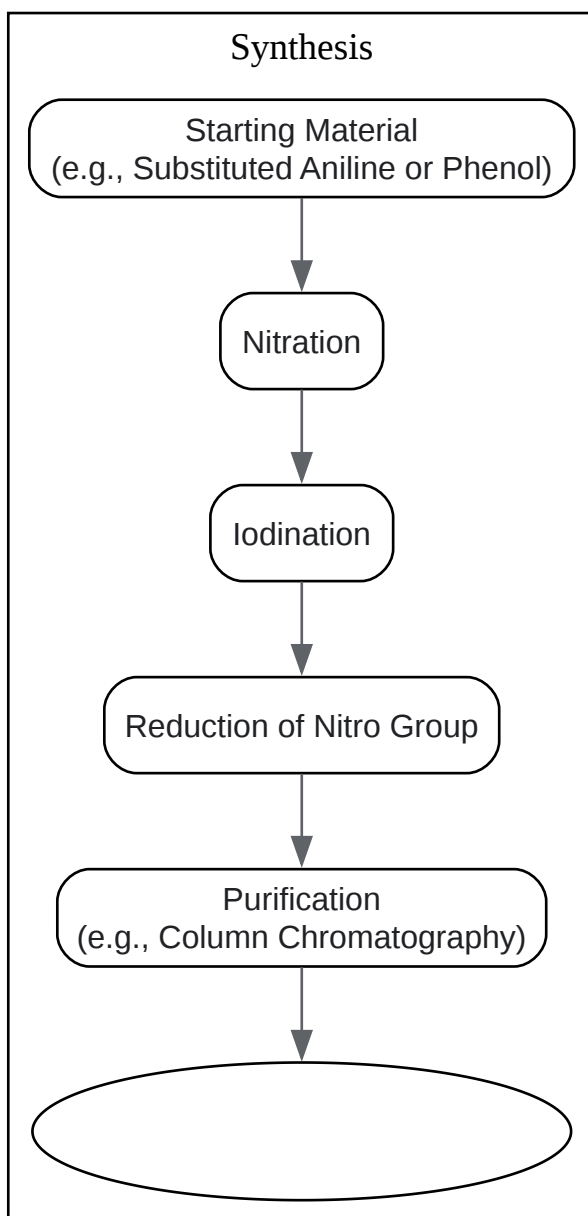 Synthesis
Starting Material
(e.g., Substituted Aniline or Phenol)
Nitration
Iodination
Reduction of Nitro Group
Purification
(e.g., Column Chromatography)